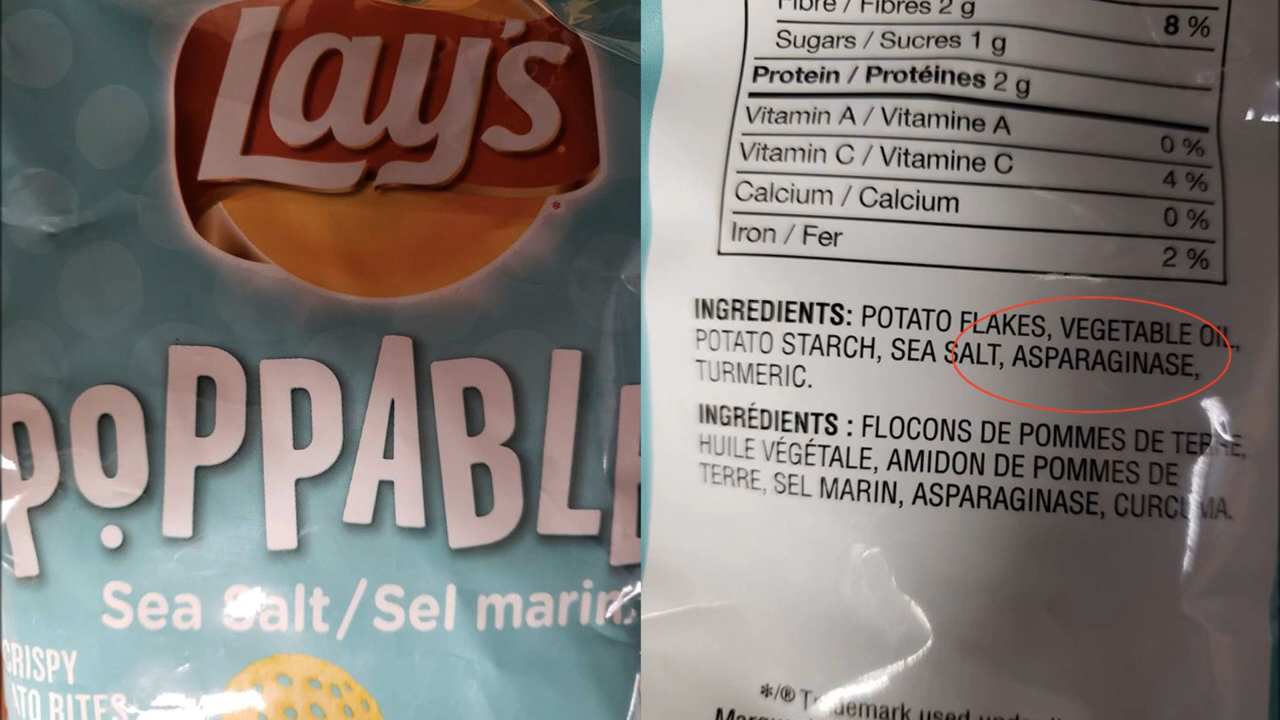 Lay's
POPPABL
Sea Salt/Sel marin
CRISPY
BITES
Fibre / Fibres 2 g
8 %
Sugars / Sucres 1 g
Protein / Protéines 2 g
Vitamin A / Vitamine A
0 %
Vitamin C / Vitamine C
4 %
Calcium / Calcium
0 %
Iron / Fer
2 %
INGREDIENTS: POTATO FLAKES, VEGETABLE OIL,
POTATO STARCH, SEA SALT, ASPARAGINASE,
TURMERIC.
INGRÉDIENTS : FLOCONS DE POMMES DE TERRE,
HUILE VÉGÉTALE, AMIDON DE POMMES DE
TERRE, SEL MARIN, ASPARAGINASE, CURCUMA.
*/® Trademark used